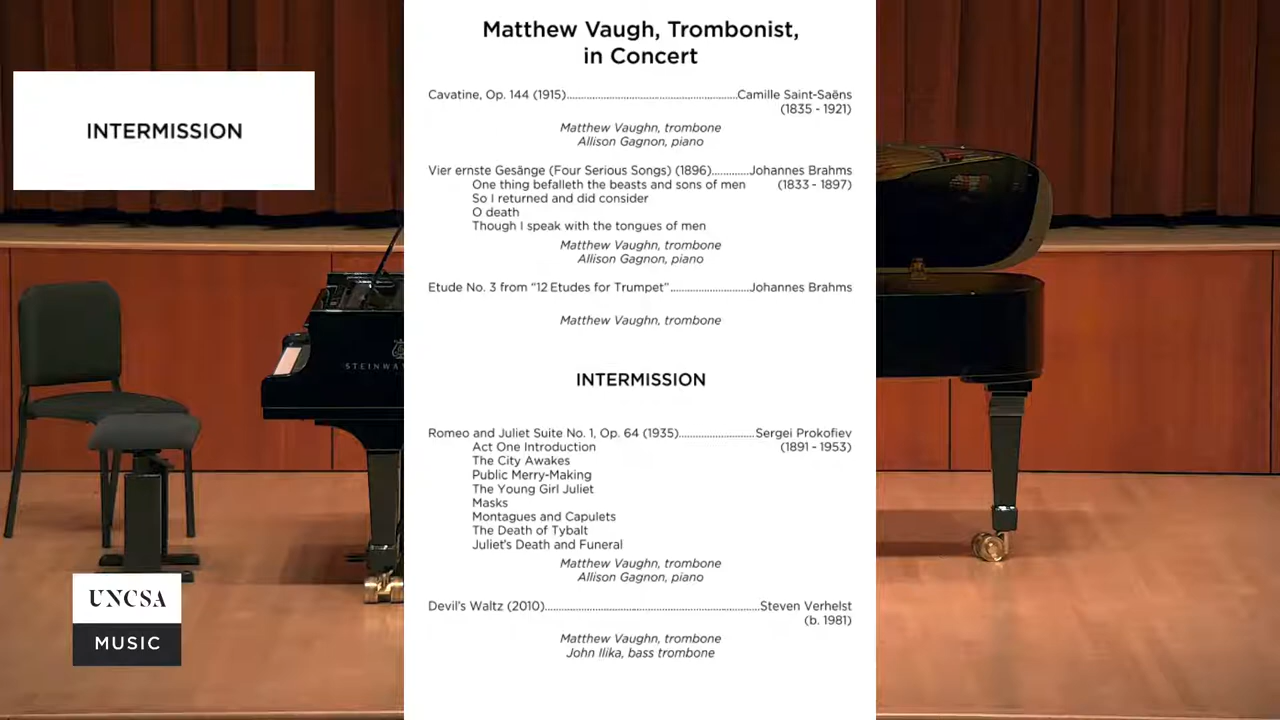 INTERMISSION
Matthew Vaugh, Trombonist,
in Concert
Cavatine, Op. 144 (1915)..........................................................Camille Saint-Saëns
(1835 - 1921)
Matthew Vaughn, trombone
Allison Gagnon, piano
Vier ernste Gesänge (Four Serious Songs) (1896).............Johannes Brahms
One thing befalleth the beasts and sons of men (1833 - 1897)
So I returned and did consider
O death
Though I speak with the tongues of men
Matthew Vaughn, trombone
Allison Gagnon, piano
Etude No. 3 from “12 Etudes for Trumpet”...........................Johannes Brahms
Matthew Vaughn, trombone
INTERMISSION
Romeo and Juliet Suite No. 1, Op. 64 (1935)..........................Sergei Prokofiev
Act One Introduction (1891 - 1953)
The City Awakes
Public Merry-Making
The Young Girl Juliet
Masks
Montagues and Capulets
The Death of Tybalt
Juliet's Death and Funeral
Matthew Vaughn, trombone
Allison Gagnon, piano
Devil's Waltz (2010)........................................................................Steven Verhelst
(b. 1981)
Matthew Vaughn, trombone
John Ilika, bass trombone
STEINWAY
UNCSA
MUSIC